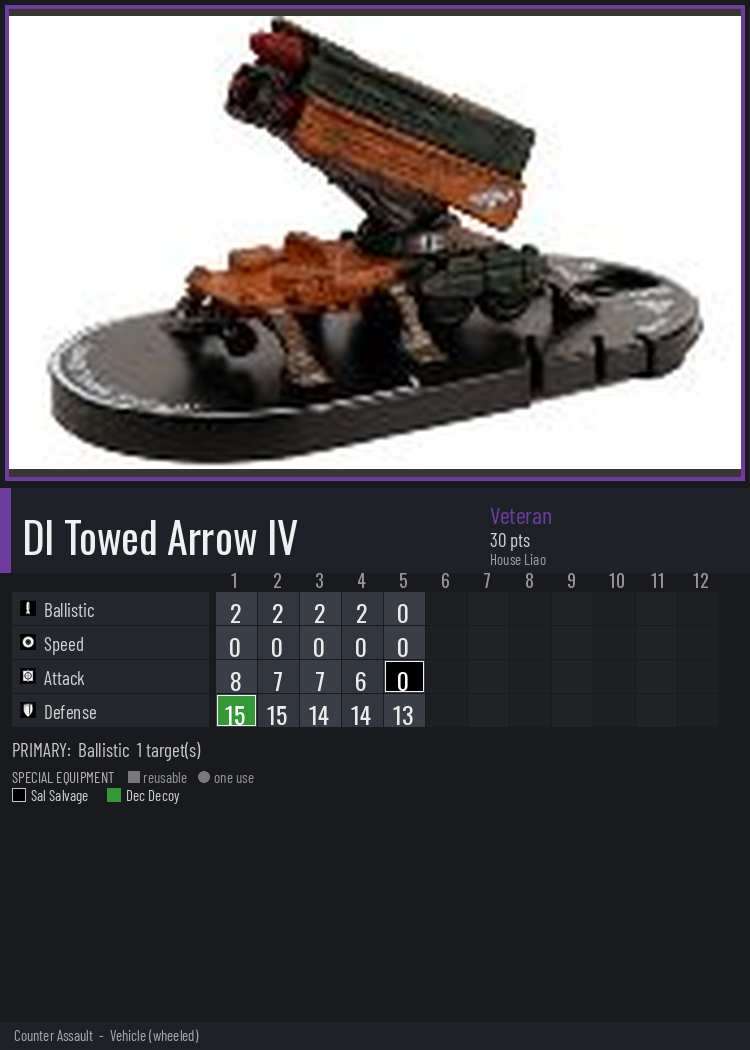 DI Towed Arrow IV
Veteran
30 pts
House Liao
1 2 3 4 5 6 7 8 9 10 11 12
Ballistic 2 2 2 2 0
Speed 0 0 0 0 0
Attack 8 7 7 6 0
Defense 15 15 14 14 13
PRIMARY: Ballistic 1 target(s)
SPECIAL EQUIPMENT reusable one use
Sal Salvage Dec Decoy
Counter Assault - Vehicle (wheeled)